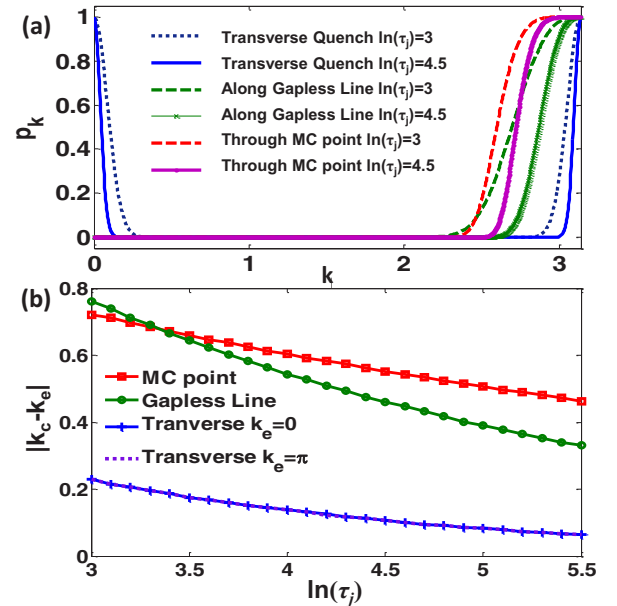 (a)
1
0.8
0.6
0.4
0.2
0
p_k
Transverse Quench ln(τ_j)=3
Transverse Quench ln(τ_j)=4.5
Along Gapless Line ln(τ_j)=3
Along Gapless Line ln(τ_j)=4.5
Through MC point ln(τ_j)=3
Through MC point ln(τ_j)=4.5
0 1 2 3
k
(b)
0.8
0.6
0.4
0.2
0
|k_c-k_e|
MC point
Gapless Line
Tranverse k_e=0
Transverse k_e=π
3 3.5 4 4.5 5 5.5
ln(τ_j)